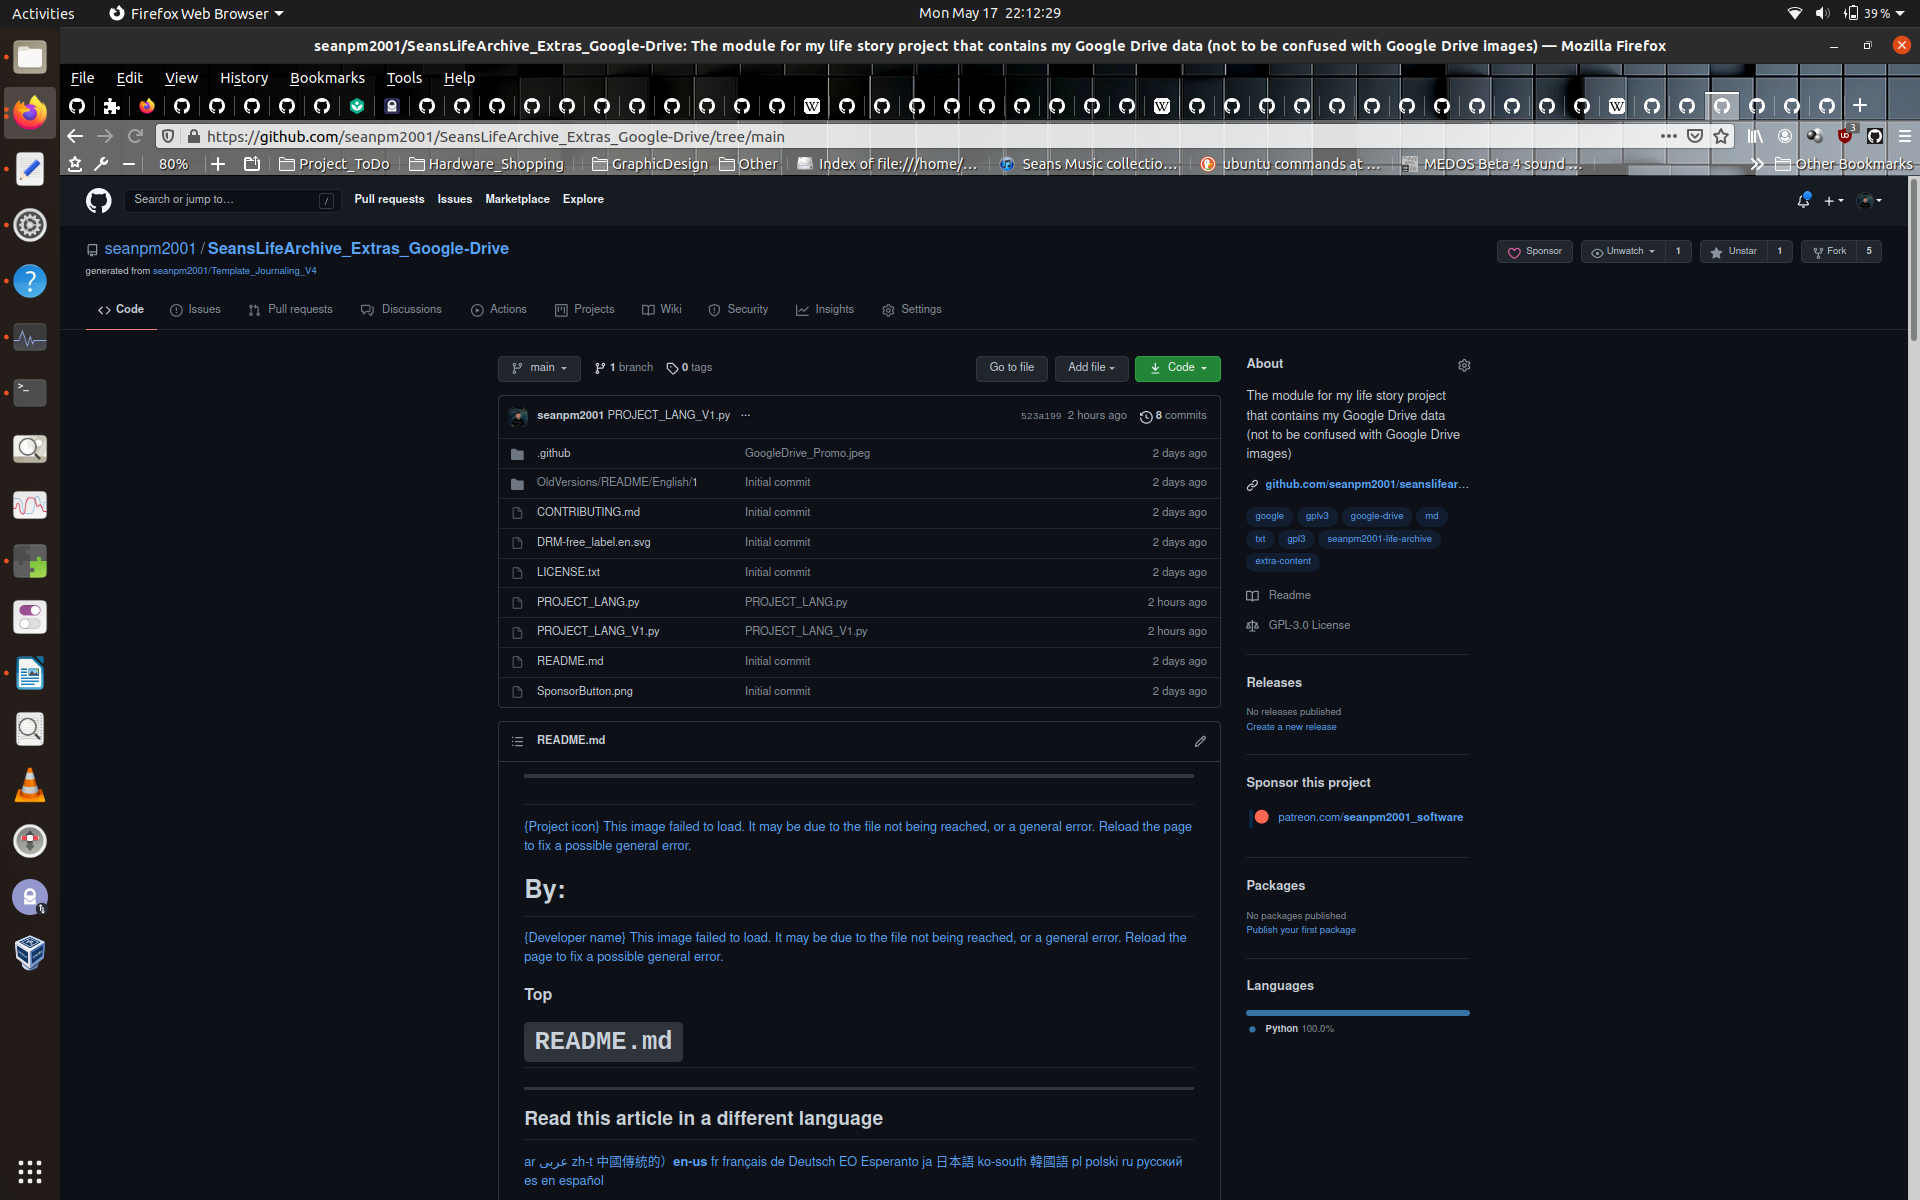 Activities
Firefox Web Browser
Mon May 17 22:12:29
39 %
seanpm2001/SeansLifeArchive_Extras_Google-Drive: The module for my life story project that contains my Google Drive data (not to be confused with Google Drive images) — Mozilla Firefox
File Edit View History Bookmarks Tools Help
https://github.com/seanpm2001/SeansLifeArchive_Extras_Google-Drive/tree/main
3
80%
Project_ToDo
Hardware_Shopping
GraphicDesign
Other
Index of file:///home/…
Seans Music collectio…
ubuntu commands at …
MEDOS Beta 4 sound …
Other Bookmarks
Search or jump to… /
Pull requests Issues Marketplace Explore
seanpm2001 / SeansLifeArchive_Extras_Google-Drive
Sponsor
Unwatch 1
Unstar 1
Fork 5
generated from seanpm2001/Template_Journaling_V4
Code Issues Pull requests Discussions Actions Projects Wiki Security Insights Settings
main 1 branch 0 tags
Go to file Add file Code
seanpm2001 PROJECT_LANG_V1.py ··· 523a199 2 hours ago 8 commits
.github GoogleDrive_Promo.jpeg 2 days ago
OldVersions/README/English/1 Initial commit 2 days ago
CONTRIBUTING.md Initial commit 2 days ago
DRM-free_label.en.svg Initial commit 2 days ago
LICENSE.txt Initial commit 2 days ago
PROJECT_LANG.py PROJECT_LANG.py 2 hours ago
PROJECT_LANG_V1.py PROJECT_LANG_V1.py 2 hours ago
README.md Initial commit 2 days ago
SponsorButton.png Initial commit 2 days ago
README.md
{Project icon} This image failed to load. It may be due to the file not being reached, or a general error. Reload the page
to fix a possible general error.
By:
{Developer name} This image failed to load. It may be due to the file not being reached, or a general error. Reload the
page to fix a possible general error.
Top
README.md
Read this article in a different language
ar عربى zh-t 中國傳統的）en-us fr français de Deutsch EO Esperanto ja 日本語 ko-south 韓國語 pl polski ru русский
es en español
About
The module for my life story project
that contains my Google Drive data
(not to be confused with Google Drive
images)
github.com/seanpm2001/seanslifear…
google gplv3 google-drive md
txt gpl3 seanpm2001-life-archive
extra-content
Readme
GPL-3.0 License
Releases
No releases published
Create a new release
Sponsor this project
patreon.com/seanpm2001_software
Packages
No packages published
Publish your first package
Languages
Python 100.0%